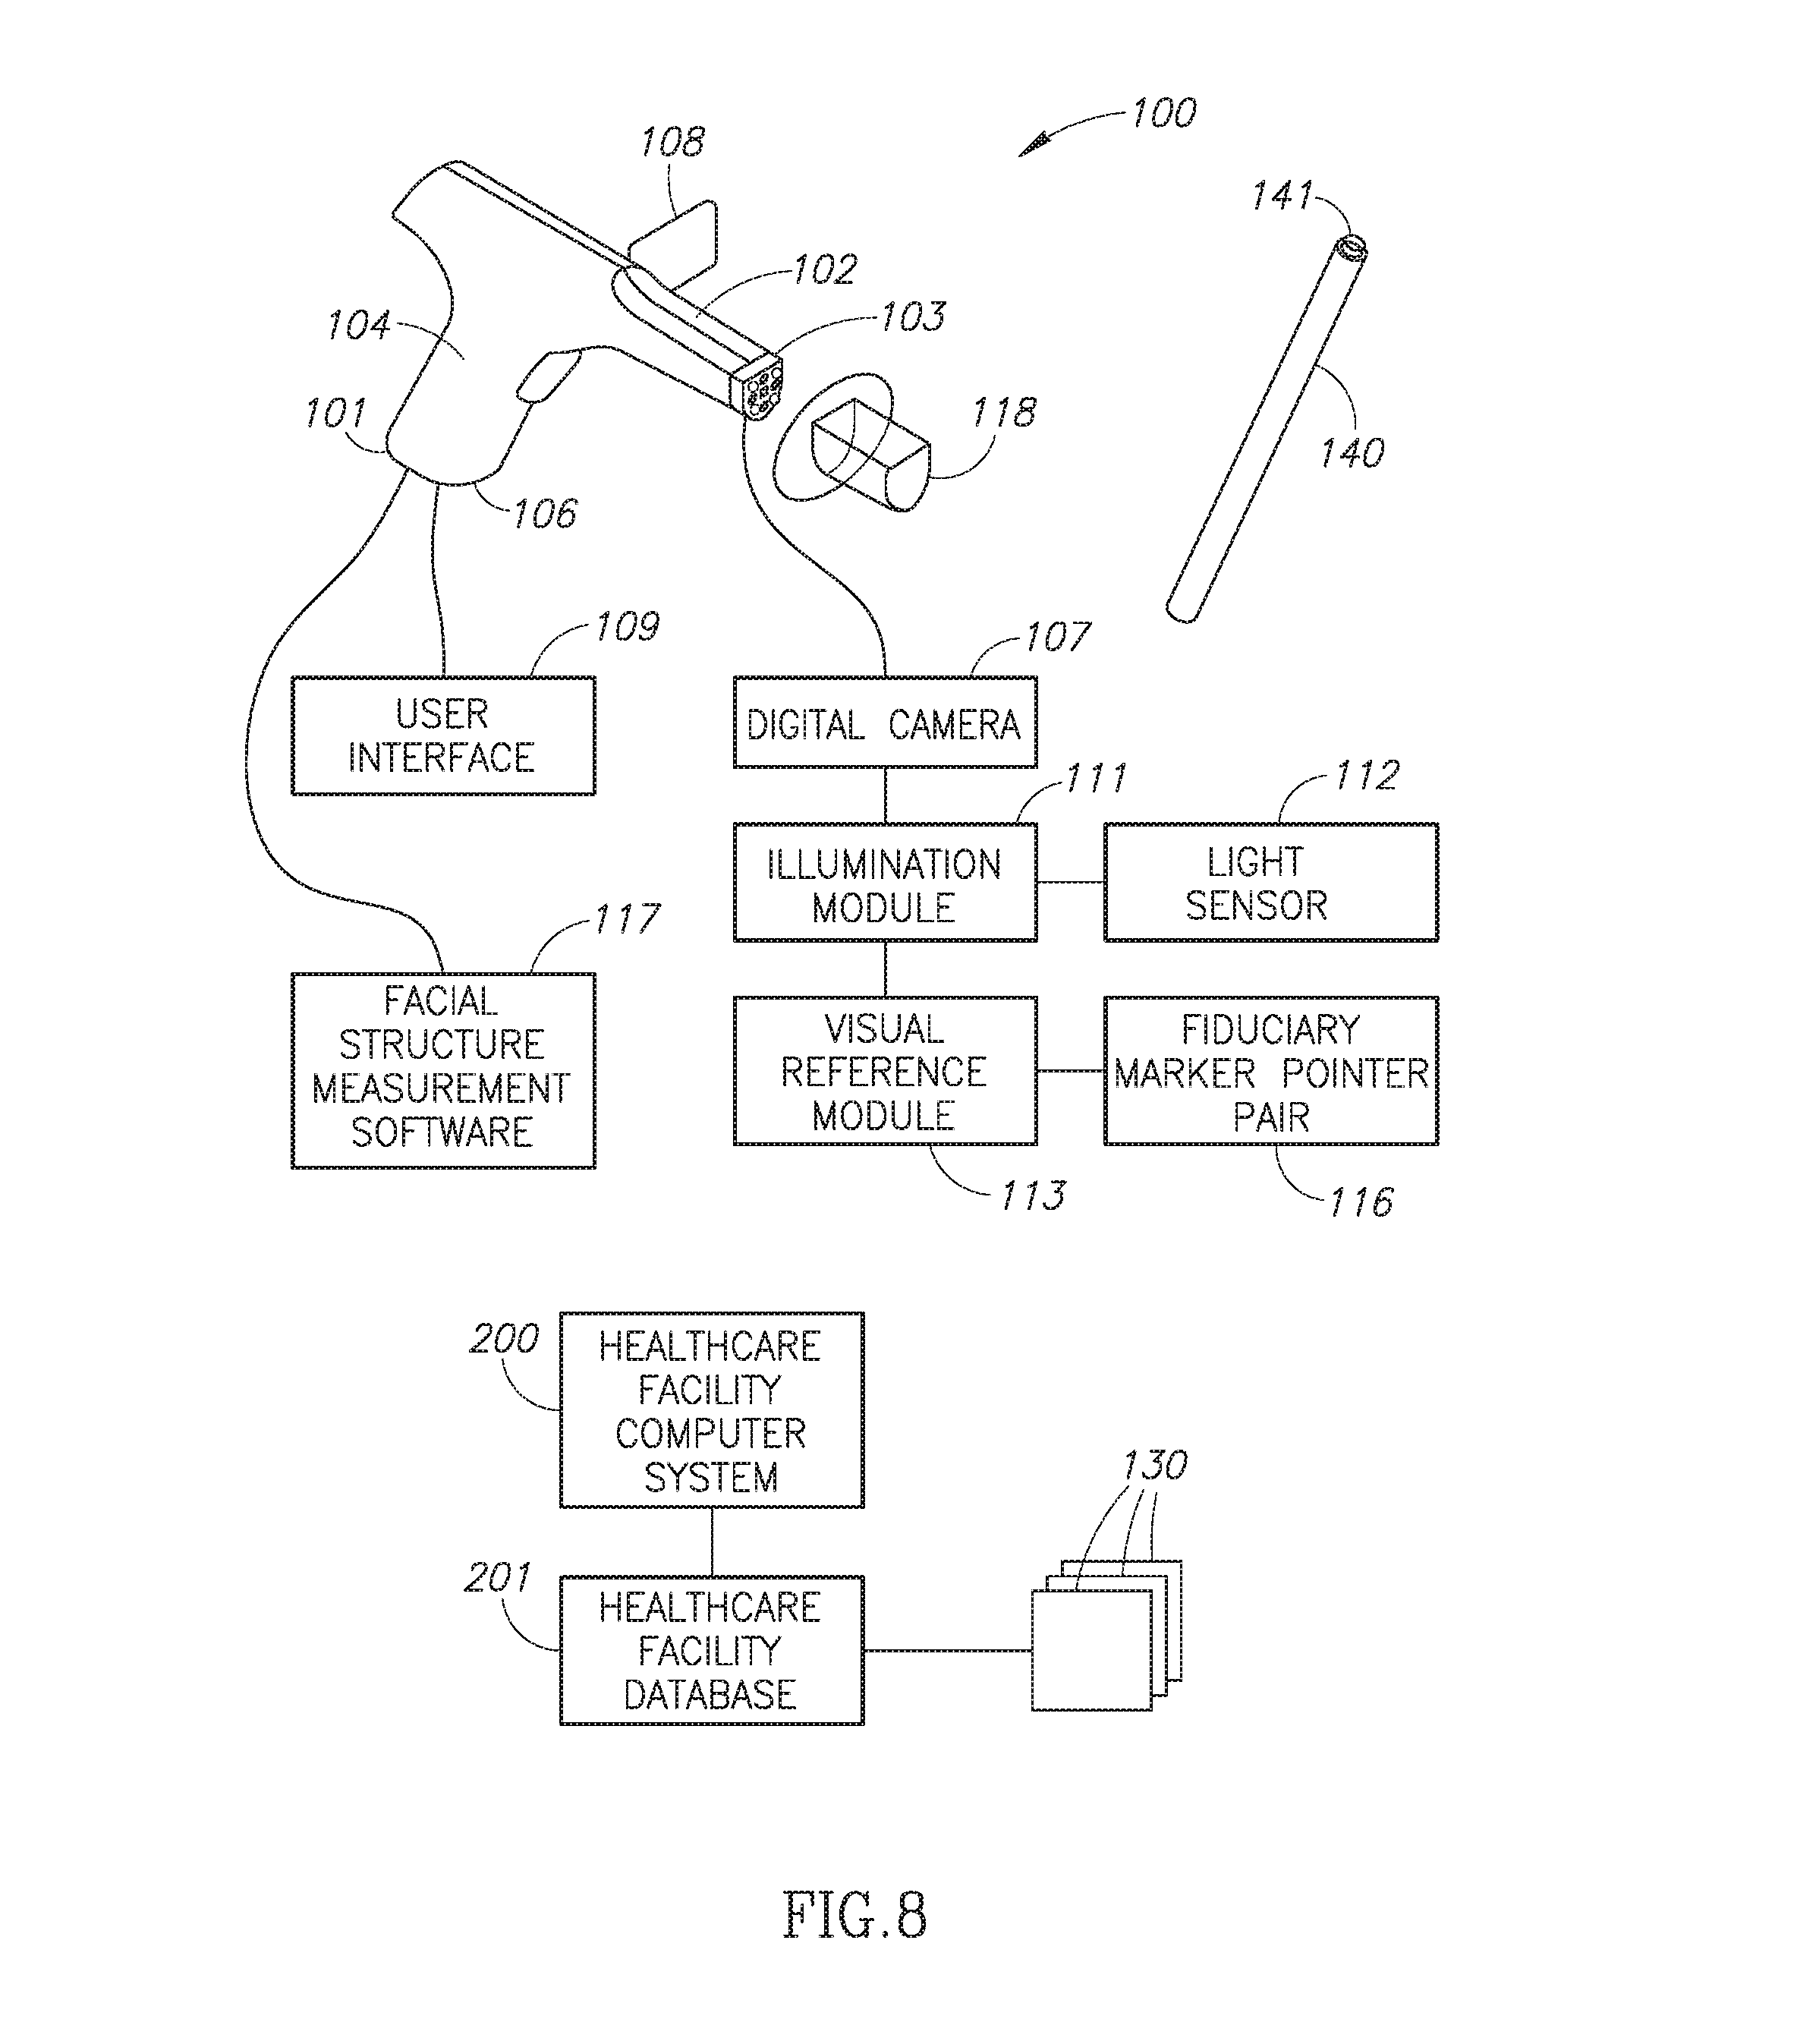 100
108
141
102
103
104
101
118
140
106
109
107
USER
INTERFACE
DIGITAL CAMERA
111
112
ILLUMINATION
MODULE
LIGHT
SENSOR
117
FACIAL
STRUCTURE
MEASUREMENT
SOFTWARE
VISUAL
REFERENCE
MODULE
FIDUCIARY
MARKER POINTER
PAIR
113
116
200
HEALTHCARE
FACILITY
COMPUTER
SYSTEM
130
201
HEALTHCARE
FACILITY
DATABASE
FIG.8